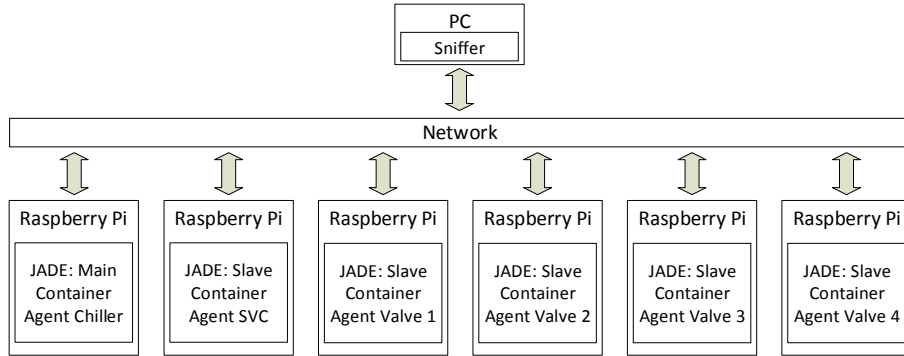 PC
Sniffer
Network
Raspberry Pi
JADE: Main
Container
Agent Chiller
Raspberry Pi
JADE: Slave
Container
Agent SVC
Raspberry Pi
JADE: Slave
Container
Agent Valve 1
Raspberry Pi
JADE: Slave
Container
Agent Valve 2
Raspberry Pi
JADE: Slave
Container
Agent Valve 3
Raspberry Pi
JADE: Slave
Container
Agent Valve 4